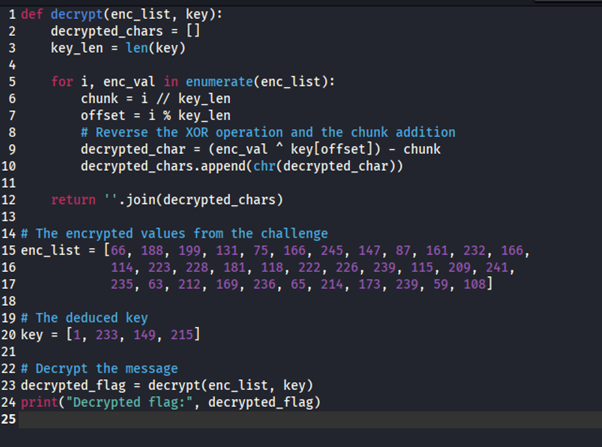 1 def decrypt(enc_list, key):
2     decrypted_chars = []
3     key_len = len(key)
4
5     for i, enc_val in enumerate(enc_list):
6         chunk = i // key_len
7         offset = i % key_len
8         # Reverse the XOR operation and the chunk addition
9         decrypted_char = (enc_val ^ key[offset]) - chunk
10         decrypted_chars.append(chr(decrypted_char))
11
12     return ''.join(decrypted_chars)
13
14 # The encrypted values from the challenge
15 enc_list = [66, 188, 199, 131, 75, 166, 245, 147, 87, 161, 232, 166,
16             114, 223, 228, 181, 118, 222, 226, 239, 115, 209, 241,
17             235, 63, 212, 169, 236, 65, 214, 173, 239, 59, 108]
18
19 # The deduced key
20 key = [1, 233, 149, 215]
21
22 # Decrypt the message
23 decrypted_flag = decrypt(enc_list, key)
24 print("Decrypted flag:", decrypted_flag)
25